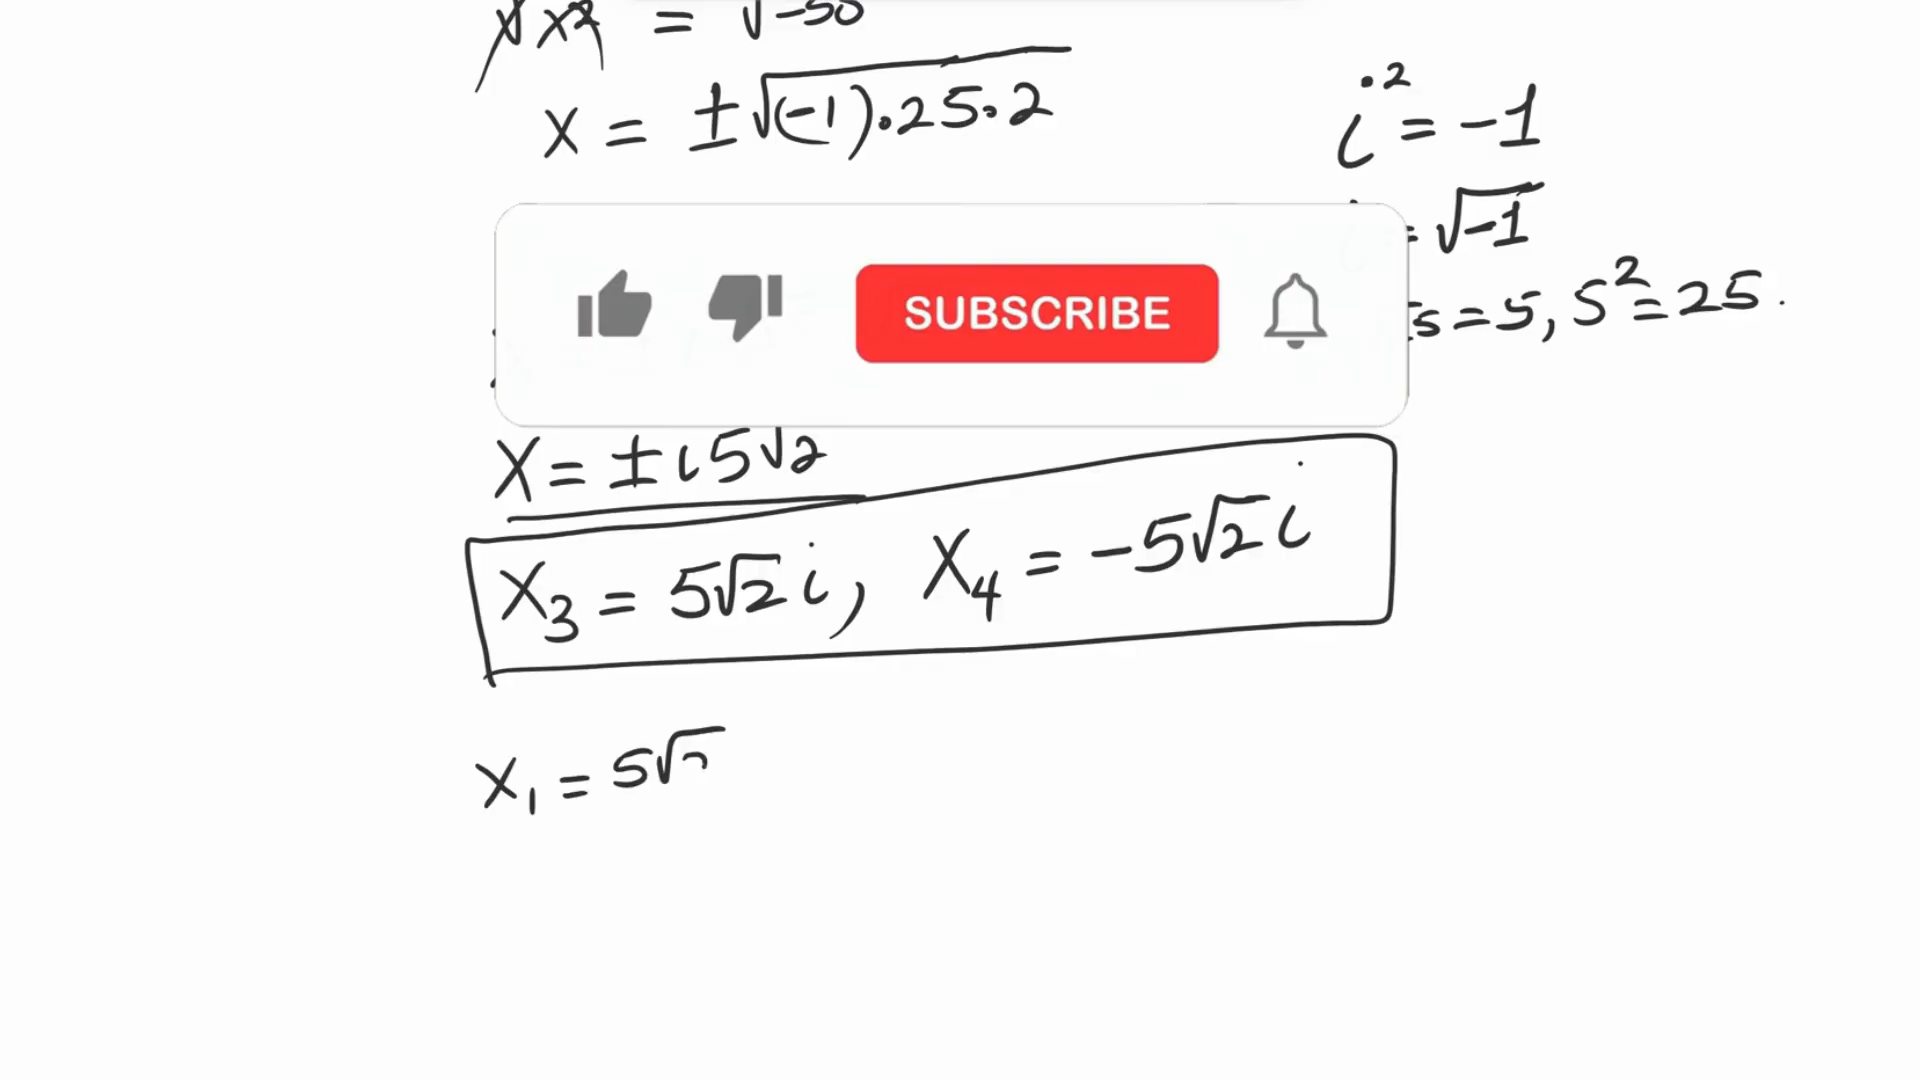 √x² = √-50
x = ±√(-1).25.2
i² = -1
= √-1
SUBSCRIBE
=5, 5²=25.
X = ±i5√2
X₃ = 5√2 i, X₄ = -5√2 i
X₁ = 5√